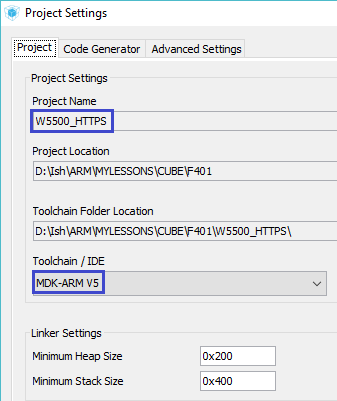 Project Settings
Project Code Generator Advanced Settings
Project Settings
Project Name
W5500_HTTPS
Project Location
D:\Ish\ARM\MYLESSONS\CUBE\F401
Toolchain Folder Location
D:\Ish\ARM\MYLESSONS\CUBE\F401\W5500_HTTPS\
Toolchain / IDE
MDK-ARM V5
Linker Settings
Minimum Heap Size 0x200
Minimum Stack Size 0x400